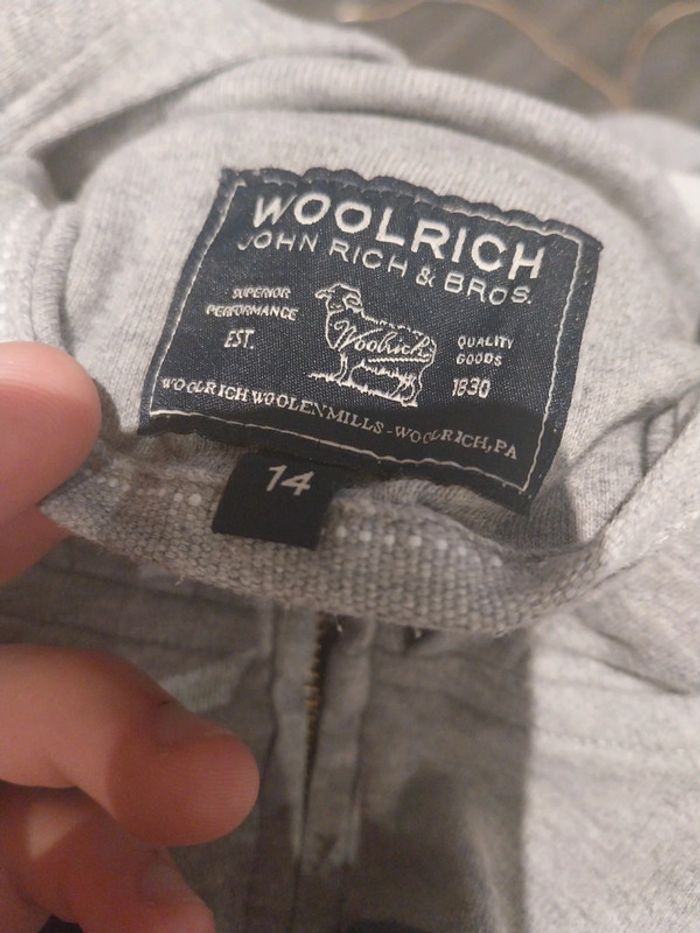 WOOLRICH
JOHN RICH & BROS.
SUPERIOR
PERFORMANCE
EST.
Woolrich
QUALITY
GOODS
1830
WOOLRICH WOOLEN MILLS - WOOLRICH, PA
14